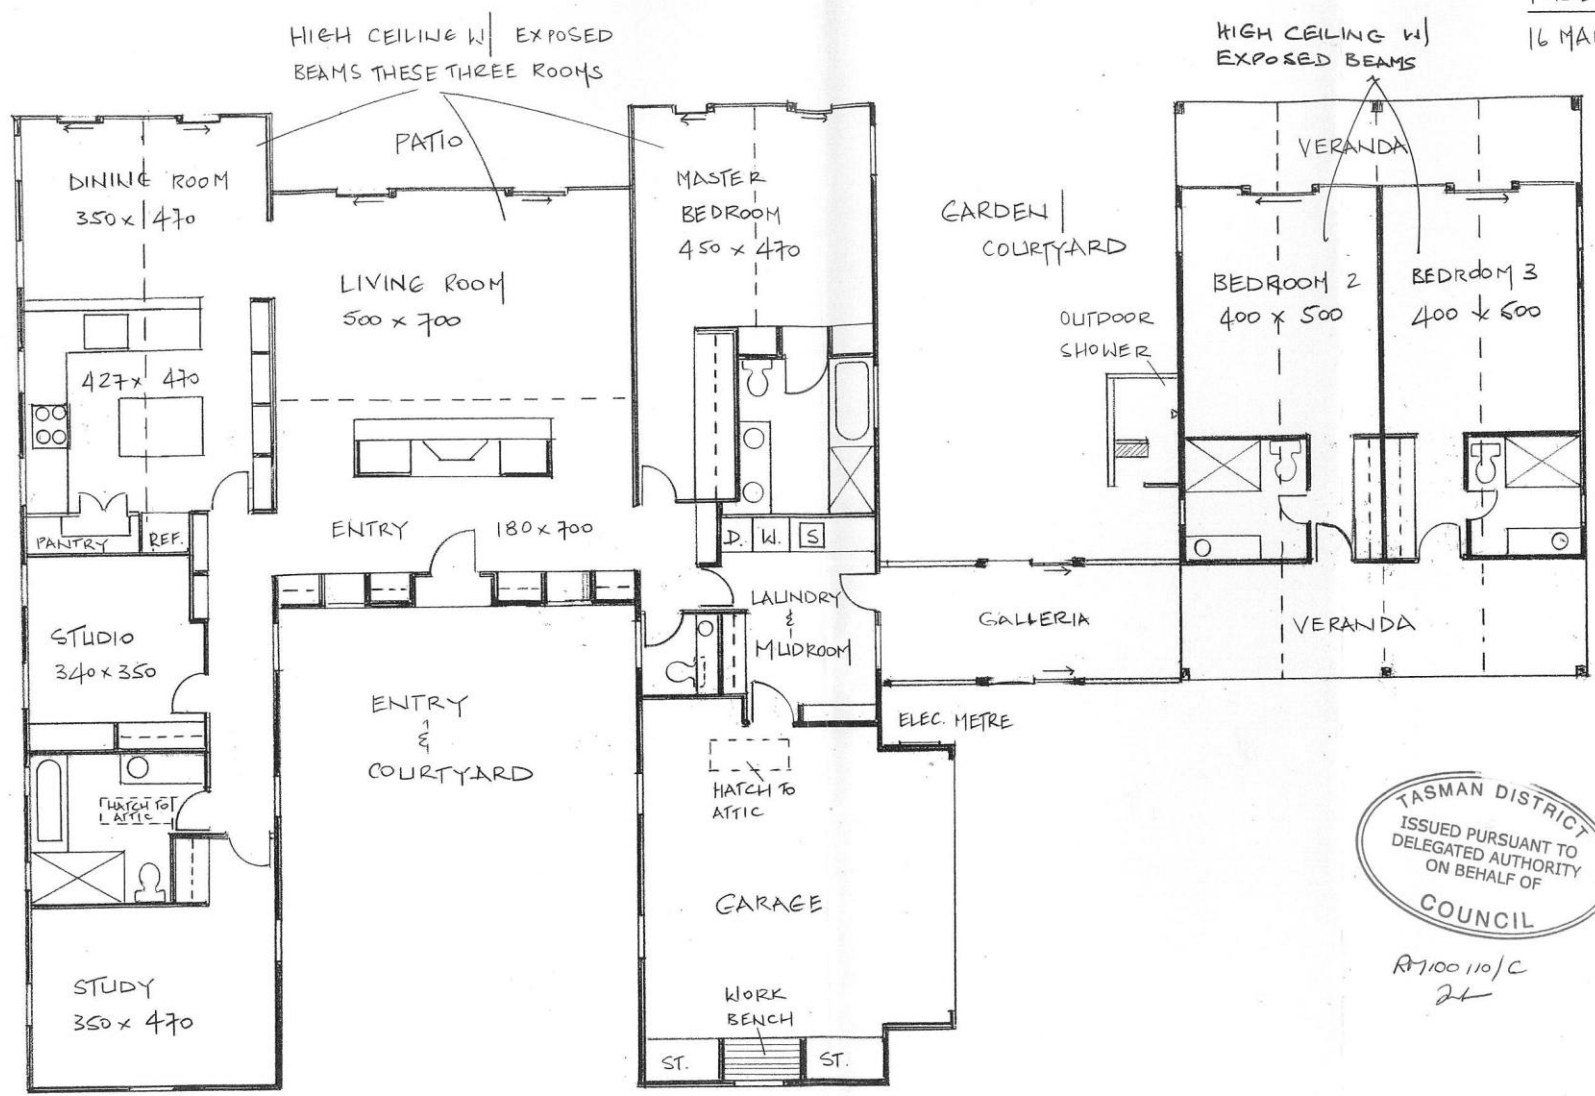 HIGH CEILING W/ EXPOSED
BEAMS THESE THREE ROOMS
HIGH CEILING W/
EXPOSED BEAMS
PATIO
VERANDA
DINING ROOM
350 x 470
MASTER
BEDROOM
450 x 470
GARDEN /
COURTYARD
LIVING ROOM
500 x 700
BEDROOM 2
400 x 500
BEDROOM 3
400 x 500
OUTDOOR
SHOWER
427 x 470
PANTRY
REF.
ENTRY
180 x 700
D.
W.
S
STUDIO
340 x 350
LAUNDRY
&
MUDROOM
GALLERIA
VERANDA
ENTRY
&
COURTYARD
ELEC. METRE
HATCH TO
ATTIC
HATCH TO
ATTIC
GARAGE
STUDY
350 x 470
WORK
BENCH
ST.
ST.
TASMAN DISTRICT
ISSUED PURSUANT TO
DELEGATED AUTHORITY
ON BEHALF OF
COUNCIL
RM100110/C